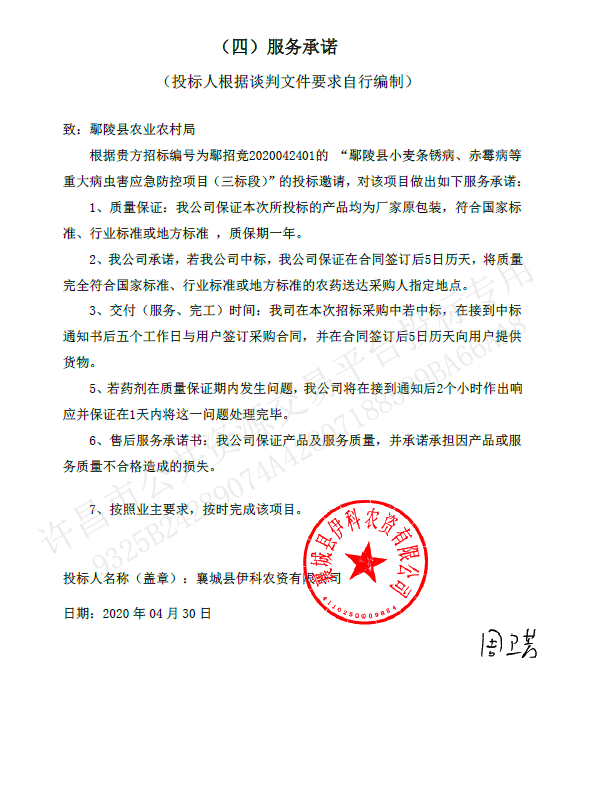 （四）服务承诺
（投标人根据谈判文件要求自行编制）
致：鄢陵县农业农村局
根据贵方招标编号为鄢招竞2020042401的 “鄢陵县小麦条锈病、赤霉病等
重大病虫害应急防控项目（三标段）”的投标邀请，对该项目做出如下服务承诺：
1、质量保证：我公司保证本次所投标的产品均为厂家原包装，符合国家标
准、行业标准或地方标准 ，质保期一年。
2、我公司承诺，若我公司中标，我公司保证在合同签订后5日历天，将质量
完全符合国家标准、行业标准或地方标准的农药送达采购人指定地点。
3、交付（服务、完工）时间：我司在本次招标采购中若中标，在接到中标
通知书后五个工作日与用户签订采购合同，并在合同签订后5日历天向用户提供
货物。
5、若药剂在质量保证期内发生问题，我公司将在接到通知后2个小时作出响
应并保证在1天内将这一问题处理完毕。
6、售后服务承诺书：我公司保证产品及服务质量，并承诺承担因产品或服
务质量不合格造成的损失。
7、按照业主要求，按时完成该项目。
投标人名称（盖章）：襄城县伊科农资有限公司
日期：2020 年 04 月 30 日
襄城县伊科农资有限公司
4110250009884
许昌市公共资源交易平台投标专用